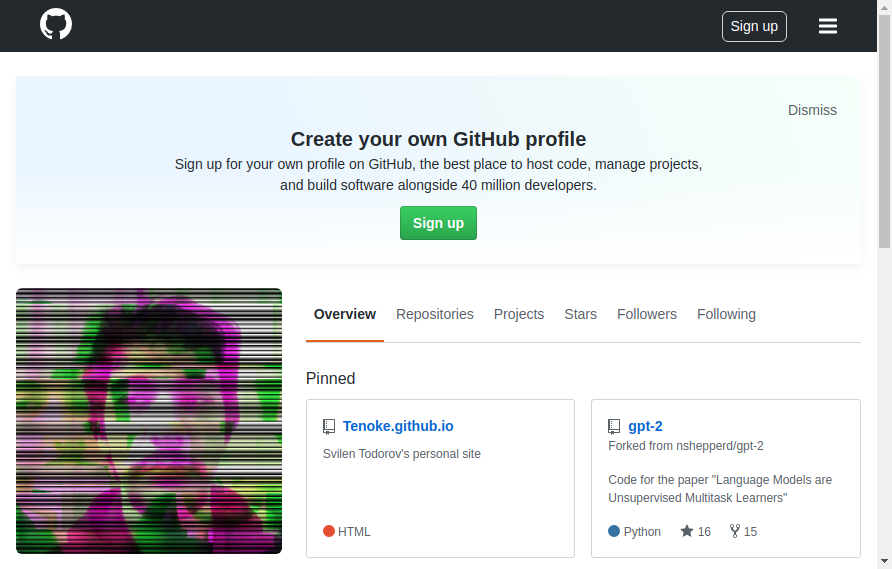 Sign up
Dismiss
Create your own GitHub profile
Sign up for your own profile on GitHub, the best place to host code, manage projects,
and build software alongside 40 million developers.
Sign up
Overview Repositories Projects Stars Followers Following
Pinned
Tenoke.github.io
Svilen Todorov's personal site
HTML
gpt-2
Forked from nshepperd/gpt-2
Code for the paper "Language Models are
Unsupervised Multitask Learners"
Python 16 15